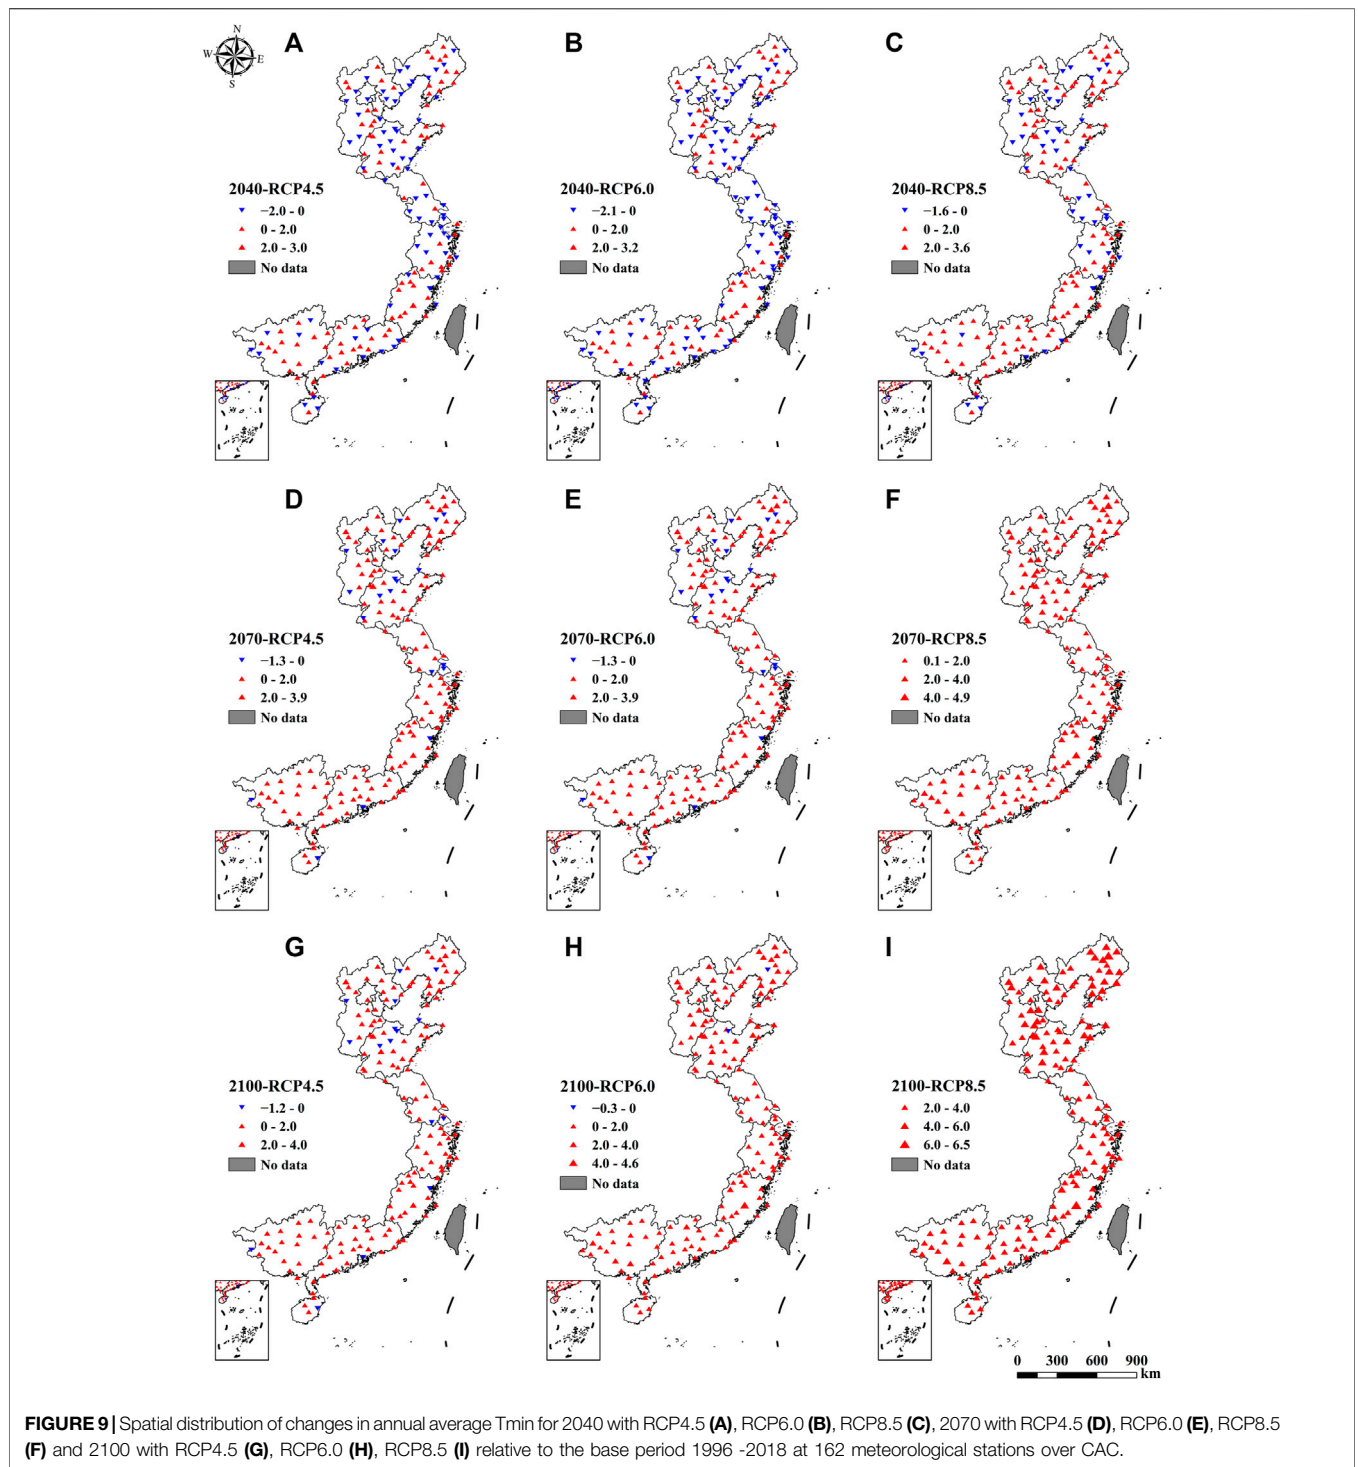 N
W E
S
A
B
C
2040-RCP4.5
−2.0 - 0
0 - 2.0
2.0 - 3.0
No data
2040-RCP6.0
−2.1 - 0
0 - 2.0
2.0 - 3.2
No data
2040-RCP8.5
−1.6 - 0
0 - 2.0
2.0 - 3.6
No data
D
E
F
2070-RCP4.5
−1.3 - 0
0 - 2.0
2.0 - 3.9
No data
2070-RCP6.0
−1.3 - 0
0 - 2.0
2.0 - 3.9
No data
2070-RCP8.5
0.1 - 2.0
2.0 - 4.0
4.0 - 4.9
No data
G
H
I
2100-RCP4.5
−1.2 - 0
0 - 2.0
2.0 - 4.0
No data
2100-RCP6.0
−0.3 - 0
0 - 2.0
2.0 - 4.0
4.0 - 4.6
No data
2100-RCP8.5
2.0 - 4.0
4.0 - 6.0
6.0 - 6.5
No data
0 300 600 900
km
FIGURE 9 | Spatial distribution of changes in annual average Tmin for 2040 with RCP4.5 (A), RCP6.0 (B), RCP8.5 (C), 2070 with RCP4.5 (D), RCP6.0 (E), RCP8.5
(F) and 2100 with RCP4.5 (G), RCP6.0 (H), RCP8.5 (I) relative to the base period 1996 -2018 at 162 meteorological stations over CAC.